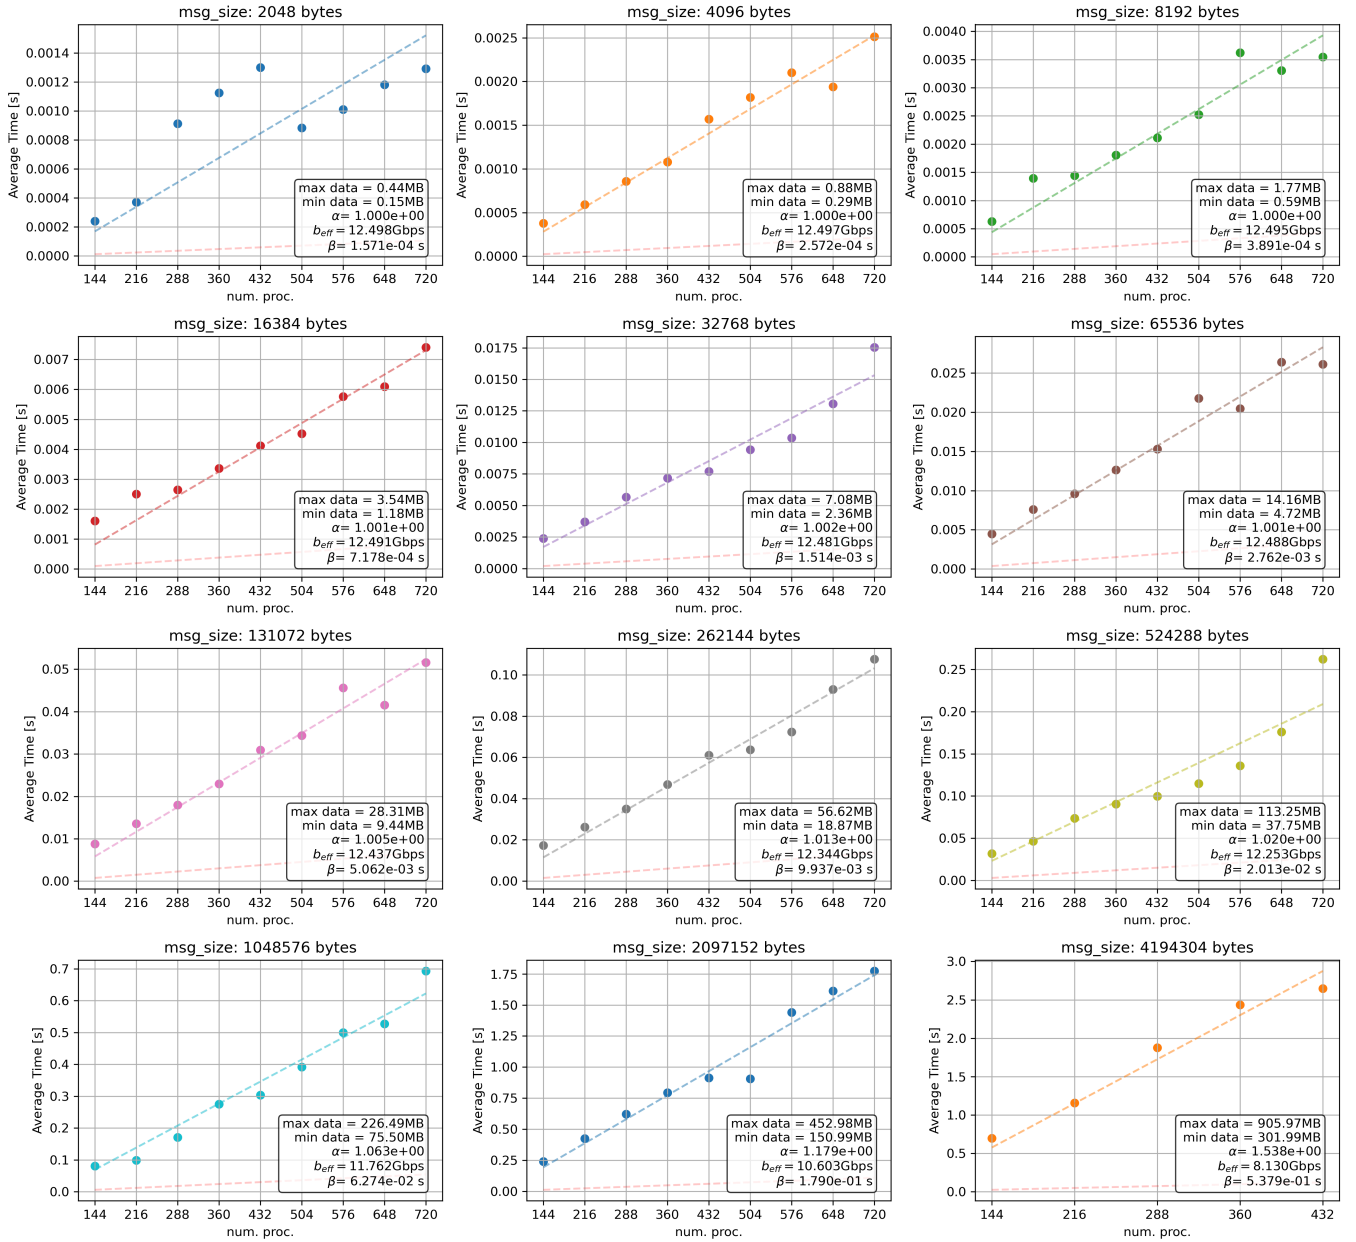 msg_size: 2048 bytes
Average Time [s]
0.0014
0.0012
0.0010
0.0008
0.0006
0.0004
0.0002
0.0000
max data = 0.44MB
min data = 0.15MB
α= 1.000e+00
b_eff = 12.498Gbps
β= 1.571e-04 s
144 216 288 360 432 504 576 648 720
num. proc.
msg_size: 4096 bytes
Average Time [s]
0.0025
0.0020
0.0015
0.0010
0.0005
0.0000
max data = 0.88MB
min data = 0.29MB
α= 1.000e+00
b_eff = 12.497Gbps
β= 2.572e-04 s
144 216 288 360 432 504 576 648 720
num. proc.
msg_size: 8192 bytes
Average Time [s]
0.0040
0.0035
0.0030
0.0025
0.0020
0.0015
0.0010
0.0005
0.0000
max data = 1.77MB
min data = 0.59MB
α= 1.000e+00
b_eff = 12.495Gbps
β= 3.891e-04 s
144 216 288 360 432 504 576 648 720
num. proc.
msg_size: 16384 bytes
Average Time [s]
0.007
0.006
0.005
0.004
0.003
0.002
0.001
0.000
max data = 3.54MB
min data = 1.18MB
α= 1.001e+00
b_eff = 12.491Gbps
β= 7.178e-04 s
144 216 288 360 432 504 576 648 720
num. proc.
msg_size: 32768 bytes
Average Time [s]
0.0175
0.0150
0.0125
0.0100
0.0075
0.0050
0.0025
0.0000
max data = 7.08MB
min data = 2.36MB
α= 1.002e+00
b_eff = 12.481Gbps
β= 1.514e-03 s
144 216 288 360 432 504 576 648 720
num. proc.
msg_size: 65536 bytes
Average Time [s]
0.025
0.020
0.015
0.010
0.005
0.000
max data = 14.16MB
min data = 4.72MB
α= 1.001e+00
b_eff = 12.488Gbps
β= 2.762e-03 s
144 216 288 360 432 504 576 648 720
num. proc.
msg_size: 131072 bytes
Average Time [s]
0.05
0.04
0.03
0.02
0.01
0.00
max data = 28.31MB
min data = 9.44MB
α= 1.005e+00
b_eff = 12.437Gbps
β= 5.062e-03 s
144 216 288 360 432 504 576 648 720
num. proc.
msg_size: 262144 bytes
Average Time [s]
0.10
0.08
0.06
0.04
0.02
0.00
max data = 56.62MB
min data = 18.87MB
α= 1.013e+00
b_eff = 12.344Gbps
β= 9.937e-03 s
144 216 288 360 432 504 576 648 720
num. proc.
msg_size: 524288 bytes
Average Time [s]
0.25
0.20
0.15
0.10
0.05
0.00
max data = 113.25MB
min data = 37.75MB
α= 1.020e+00
b_eff = 12.253Gbps
β= 2.013e-02 s
144 216 288 360 432 504 576 648 720
num. proc.
msg_size: 1048576 bytes
Average Time [s]
0.7
0.6
0.5
0.4
0.3
0.2
0.1
0.0
max data = 226.49MB
min data = 75.50MB
α= 1.063e+00
b_eff = 11.762Gbps
β= 6.274e-02 s
144 216 288 360 432 504 576 648 720
num. proc.
msg_size: 2097152 bytes
Average Time [s]
1.75
1.50
1.25
1.00
0.75
0.50
0.25
0.00
max data = 452.98MB
min data = 150.99MB
α= 1.179e+00
b_eff = 10.603Gbps
β= 1.790e-01 s
144 216 288 360 432 504 576 648 720
num. proc.
msg_size: 4194304 bytes
Average Time [s]
3.0
2.5
2.0
1.5
1.0
0.5
0.0
max data = 905.97MB
min data = 301.99MB
α= 1.538e+00
b_eff = 8.130Gbps
β= 5.379e-01 s
144 216 288 360 432
num. proc.